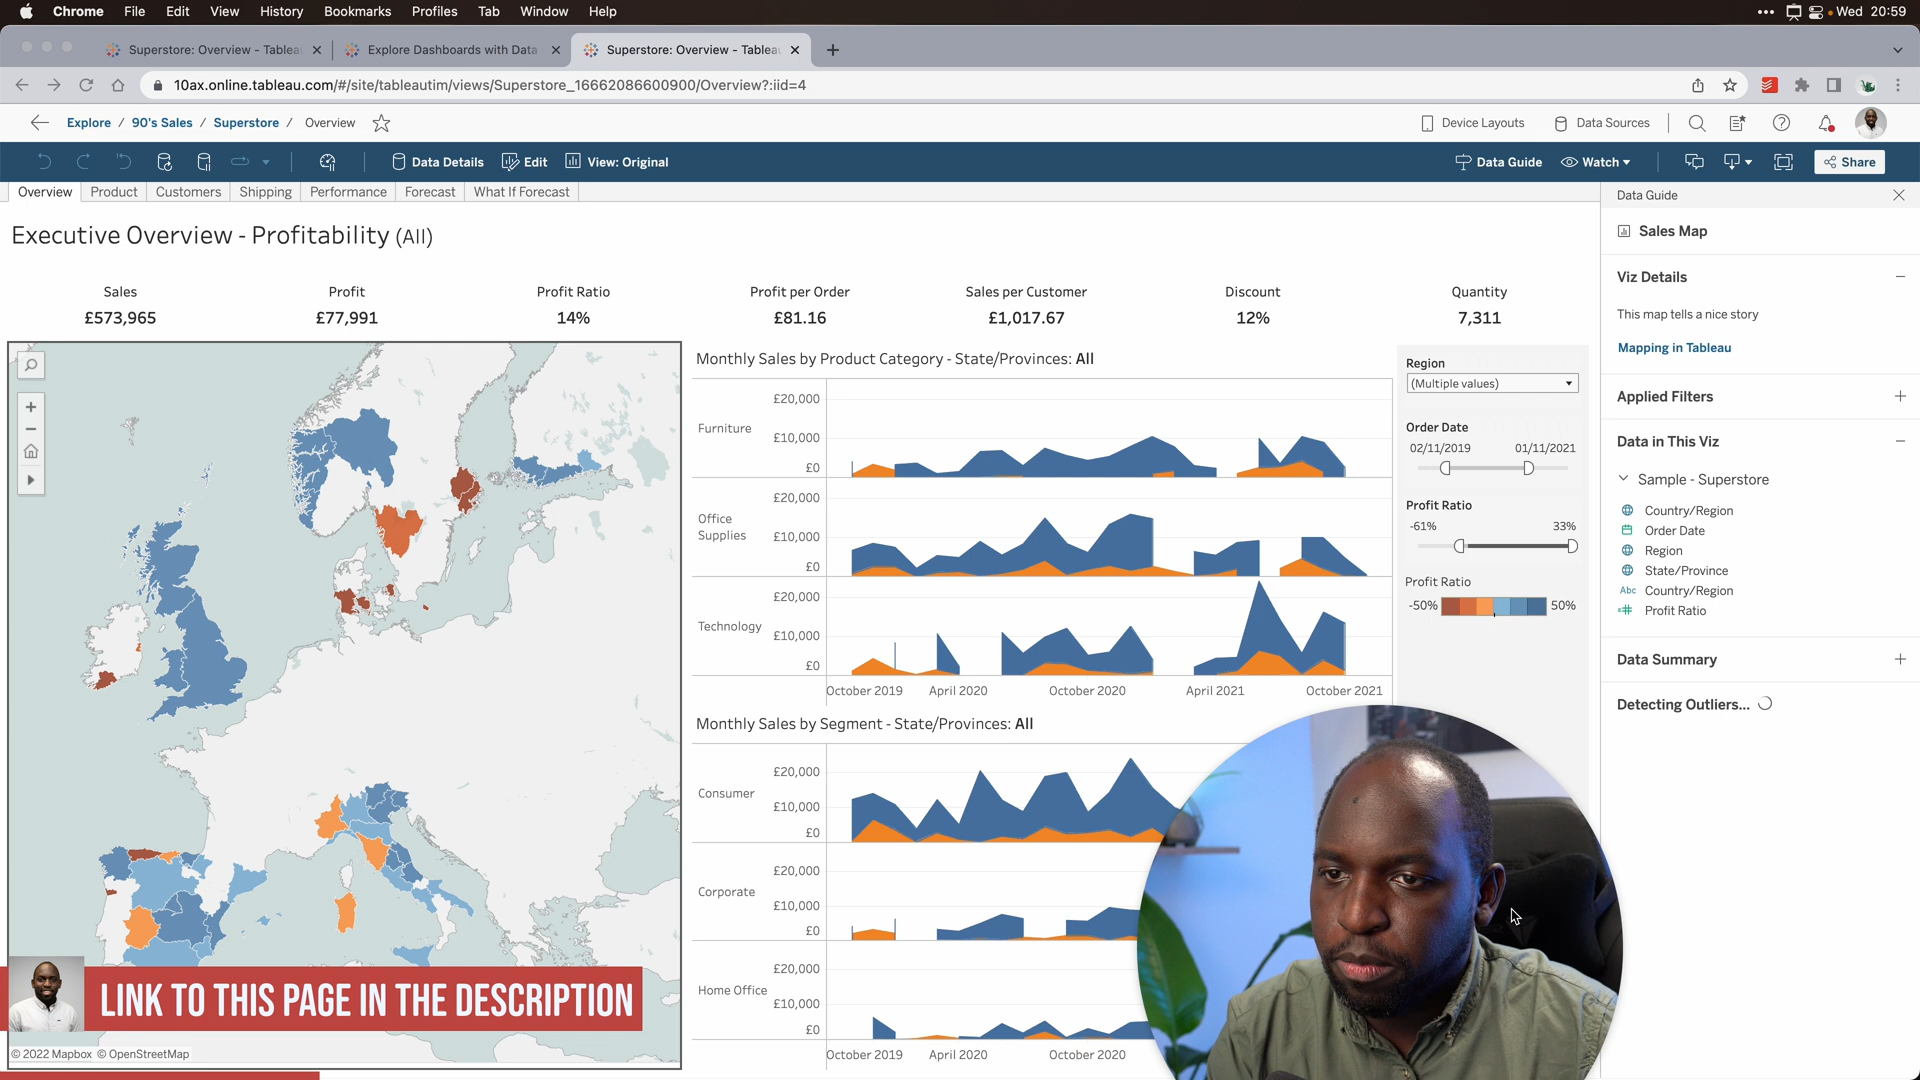 Chrome File Edit View History Bookmarks Profiles Tab Window Help
Wed 20:59
Superstore: Overview - Tablea
Explore Dashboards with Data
Superstore: Overview - Tablea
10ax.online.tableau.com/#/site/tableautim/views/Superstore_16662086600900/Overview?:iid=4
Explore / 90's Sales / Superstore / Overview
Device Layouts
Data Sources
Data Details
Edit
View: Original
Data Guide
Watch
Share
Overview Product Customers Shipping Performance Forecast What If Forecast
Executive Overview - Profitability (All)
Sales
£573,965
Profit
£77,991
Profit Ratio
14%
Profit per Order
£81.16
Sales per Customer
£1,017.67
Discount
12%
Quantity
7,311
© 2022 Mapbox © OpenStreetMap
Monthly Sales by Product Category - State/Provinces: All
Furniture
£20,000
£10,000
£0
Office
Supplies
£20,000
£10,000
£0
Technology
£20,000
£10,000
£0
October 2019 April 2020 October 2020 April 2021 October 2021
Monthly Sales by Segment - State/Provinces: All
Consumer
£20,000
£10,000
£0
Corporate
£20,000
£10,000
£0
Home Office
£20,000
£10,000
£0
October 2019 April 2020 October 2020
Region
(Multiple values)
Order Date
02/11/2019 01/11/2021
Profit Ratio
-61% 33%
Profit Ratio
-50% 50%
Data Guide
Sales Map
Viz Details
This map tells a nice story
Mapping in Tableau
Applied Filters
Data in This Viz
Sample - Superstore
Country/Region
Order Date
Region
State/Province
Abc Country/Region
Profit Ratio
Data Summary
Detecting Outliers...
LINK TO THIS PAGE IN THE DESCRIPTION